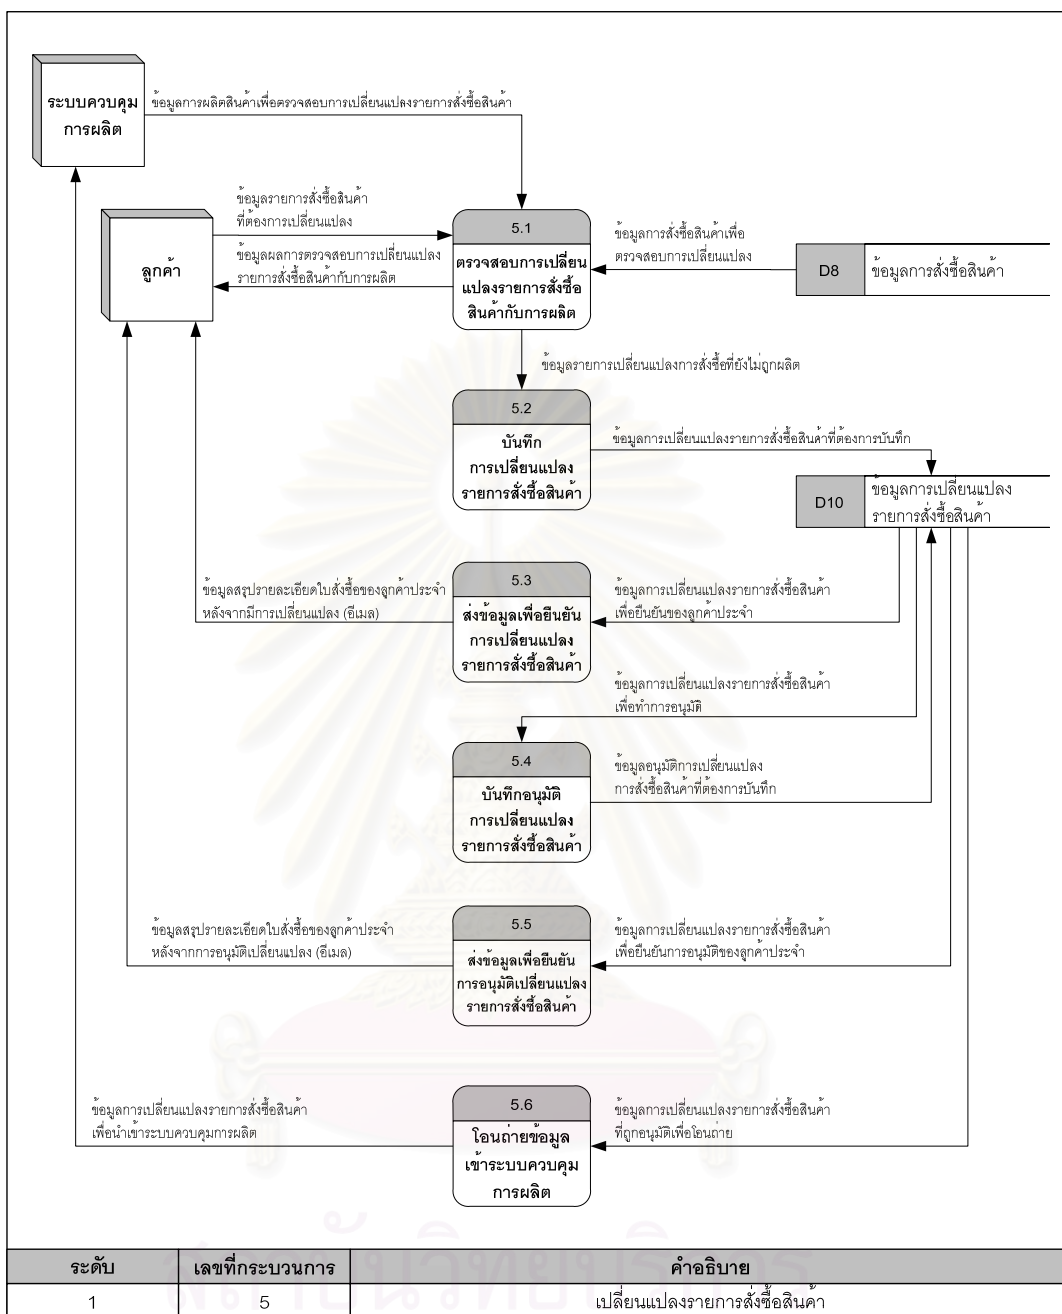 ระบบควบคุม
การผลิต
ข้อมูลการผลิตสินค้าเพื่อตรวจสอบการเปลี่ยนแปลงรายการสั่งซื้อสินค้า
ลูกค้า
ข้อมูลรายการสั่งซื้อสินค้า
ที่ต้องการเปลี่ยนแปลง
ข้อมูลผลการตรวจสอบการเปลี่ยนแปลง
รายการสั่งซื้อสินค้ากับการผลิต
5.1
ตรวจสอบการเปลี่ยน
แปลงรายการสั่งซื้อ
สินค้ากับการผลิต
ข้อมูลการสั่งซื้อสินค้าเพื่อ
ตรวจสอบการเปลี่ยนแปลง
D8
ข้อมูลการสั่งซื้อสินค้า
ข้อมูลรายการเปลี่ยนแปลงการสั่งซื้อที่ยังไม่ถูกผลิต
5.2
บันทึก
การเปลี่ยนแปลง
รายการสั่งซื้อสินค้า
ข้อมูลการเปลี่ยนแปลงรายการสั่งซื้อสินค้าที่ต้องการบันทึก
D10
ข้อมูลการเปลี่ยนแปลง
รายการสั่งซื้อสินค้า
ข้อมูลสรุปรายละเอียดใบสั่งซื้อของลูกค้าประจำ
หลังจากมีการเปลี่ยนแปลง (อีเมล)
5.3
ส่งข้อมูลเพื่อยืนยัน
การเปลี่ยนแปลง
รายการสั่งซื้อสินค้า
ข้อมูลการเปลี่ยนแปลงรายการสั่งซื้อสินค้า
เพื่อยืนยันของลูกค้าประจำ
ข้อมูลการเปลี่ยนแปลงรายการสั่งซื้อสินค้า
เพื่อทำการอนุมัติ
5.4
บันทึกอนุมัติ
การเปลี่ยนแปลง
รายการสั่งซื้อสินค้า
ข้อมูลอนุมัติการเปลี่ยนแปลง
การสั่งซื้อสินค้าที่ต้องการบันทึก
ข้อมูลสรุปรายละเอียดใบสั่งซื้อของลูกค้าประจำ
หลังจากการอนุมัติเปลี่ยนแปลง (อีเมล)
5.5
ส่งข้อมูลเพื่อยืนยัน
การอนุมัติเปลี่ยนแปลง
รายการสั่งซื้อสินค้า
ข้อมูลการเปลี่ยนแปลงรายการสั่งซื้อสินค้า
เพื่อยืนยันการอนุมัติของลูกค้าประจำ
ข้อมูลการเปลี่ยนแปลงรายการสั่งซื้อสินค้า
เพื่อนำเข้าระบบควบคุมการผลิต
5.6
โอนถ่ายข้อมูล
เข้าระบบควบคุม
การผลิต
ข้อมูลการเปลี่ยนแปลงรายการสั่งซื้อสินค้า
ที่ถูกอนุมัติเพื่อโอนถ่าย
สถาบันวิทยบริการ
ระดับ เลขที่กระบวนการ คำอธิบาย
1 5 เปลี่ยนแปลงรายการสั่งซื้อสินค้า